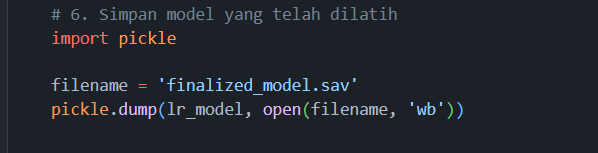 # 6. Simpan model yang telah dilatih
import pickle
filename = 'finalized_model.sav'
pickle.dump(lr_model, open(filename, 'wb'))